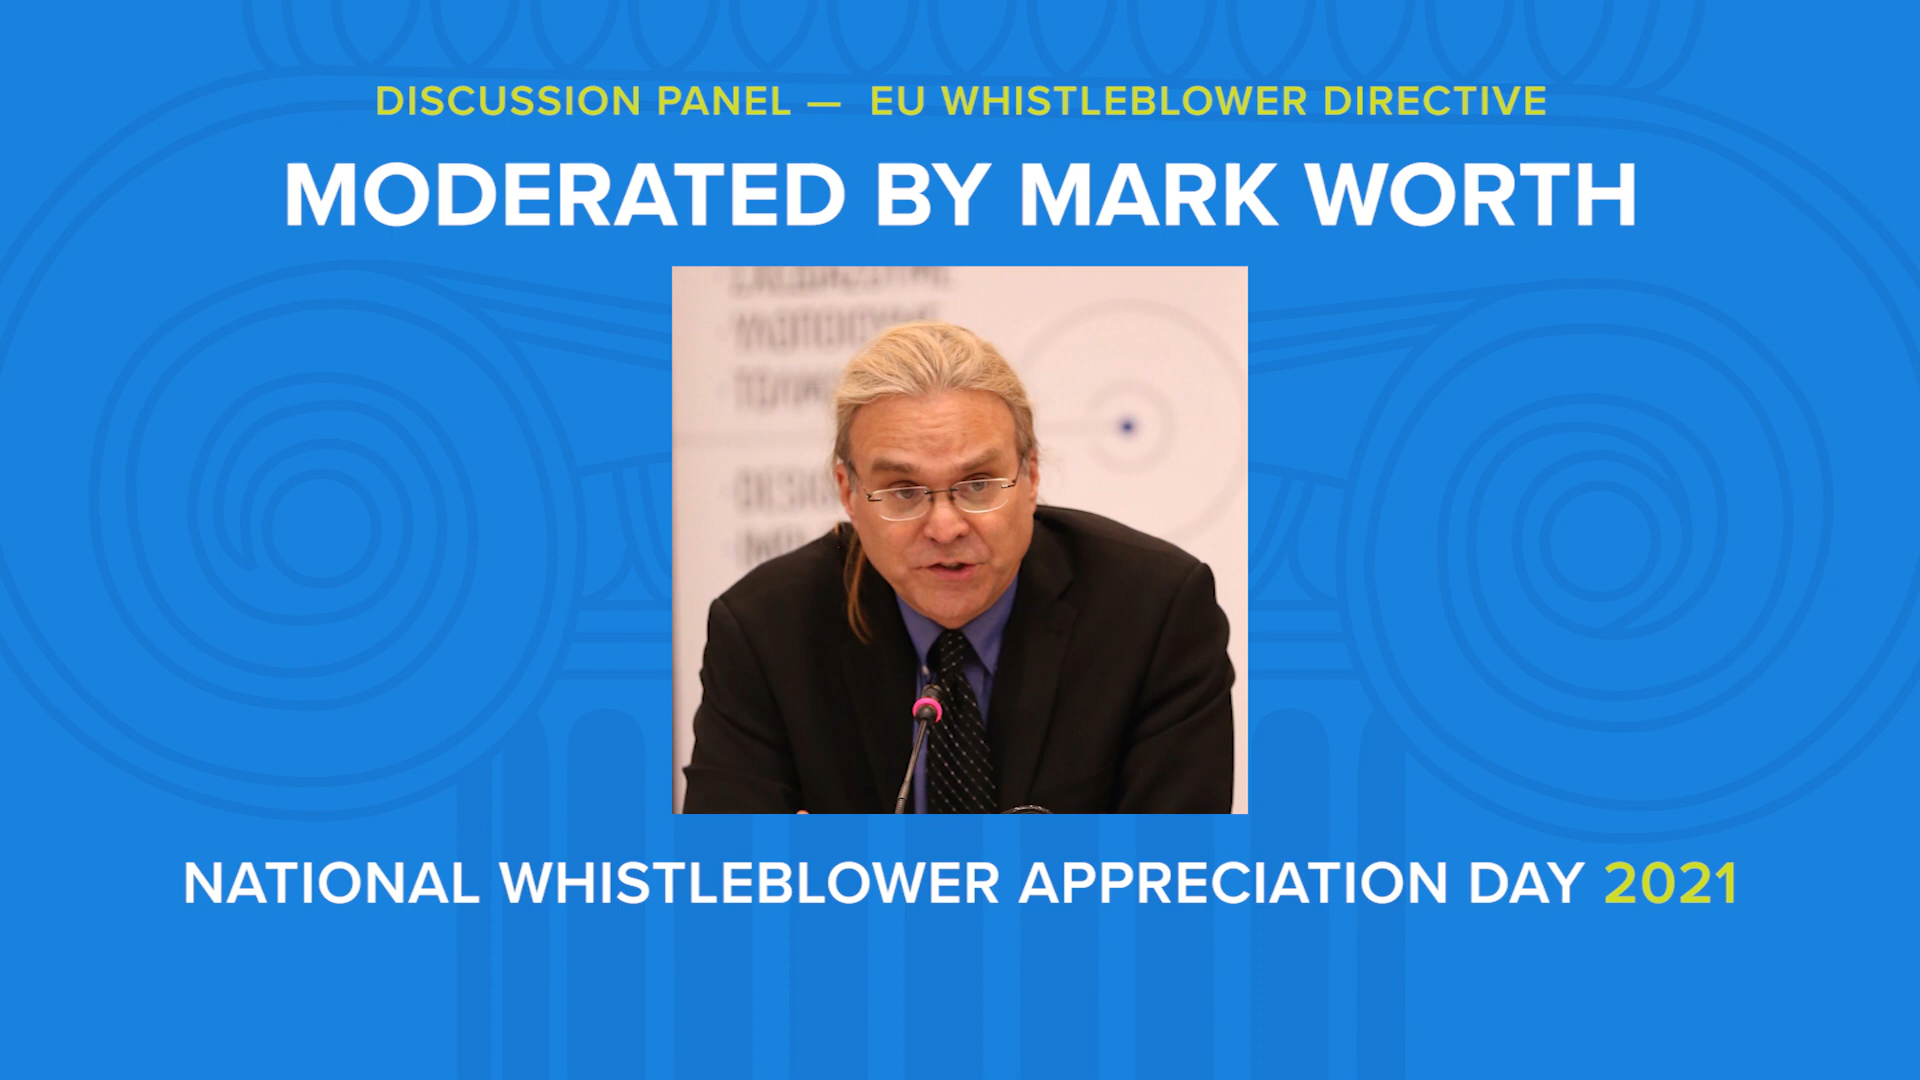 DISCUSSION PANEL — EU WHISTLEBLOWER DIRECTIVE
MODERATED BY MARK WORTH
NATIONAL WHISTLEBLOWER APPRECIATION DAY 2021